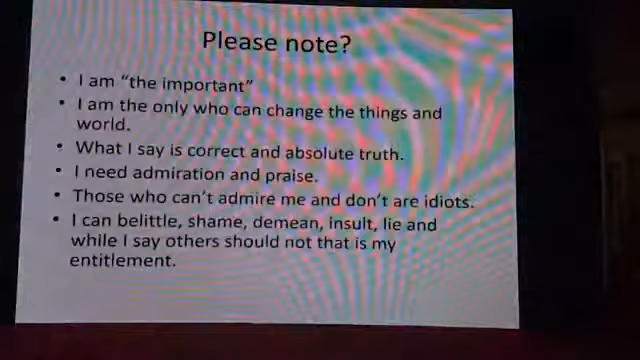 Please note?
• I am “the important”
• I am the only who can change the things and
world.
• What I say is correct and absolute truth.
• I need admiration and praise.
• Those who can’t admire me and don’t are idiots.
• I can belittle, shame, demean, insult, lie and
while I say others should not that is my
entitlement.